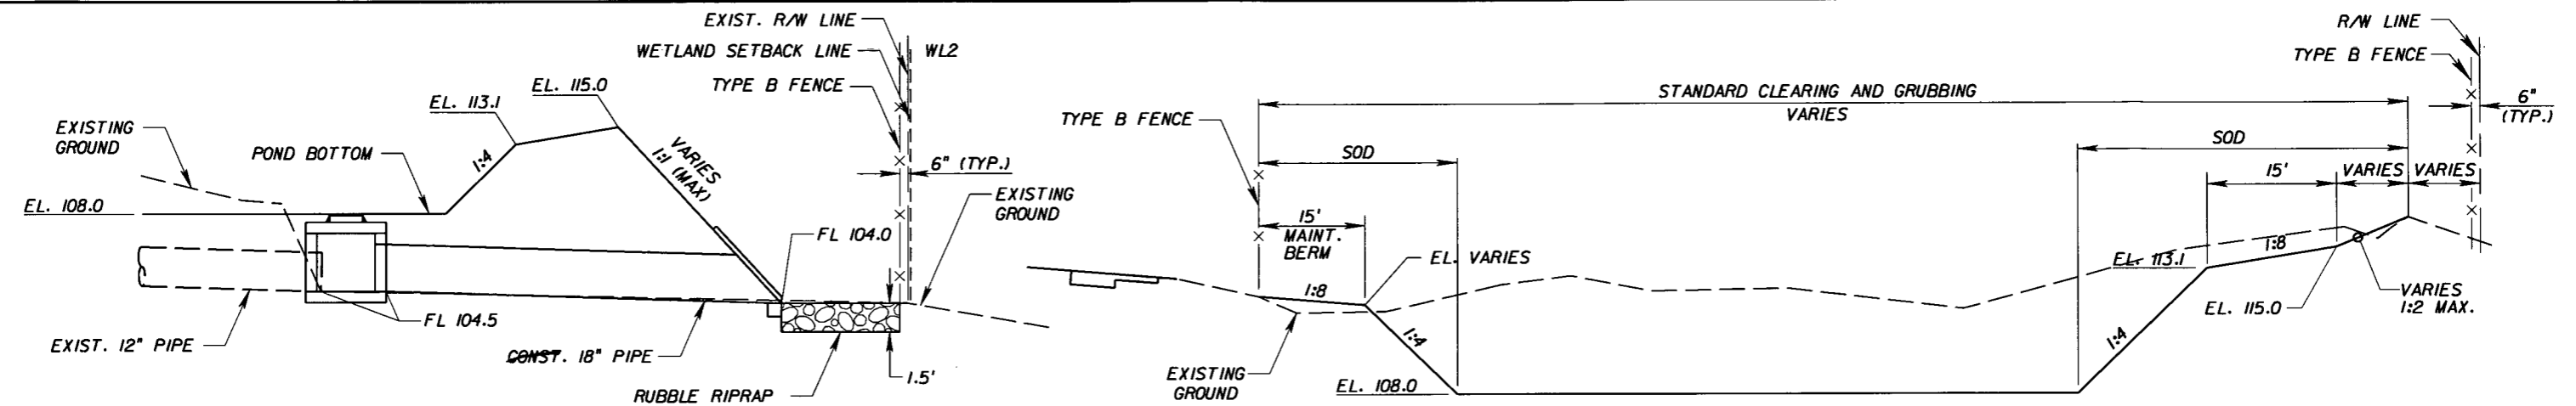 EXIST. R/W LINE
WETLAND SETBACK LINE
WL2
TYPE B FENCE
EL. 115.0
EL. 113.1
EXISTING
GROUND
POND BOTTOM
1:4
VARIES
1:1 (MAX)
6" (TYP.)
EXISTING
GROUND
EL. 108.0
FL 104.0
FL 104.5
EXIST. 12" PIPE
CONST. 18" PIPE
1.5'
RUBBLE RIPRAP
R/W LINE
TYPE B FENCE
STANDARD CLEARING AND GRUBBING
VARIES
6"
(TYP.)
TYPE B FENCE
SOD
SOD
15'
MAINT.
BERM
15'
VARIES
VARIES
EL. VARIES
1:8
1:8
EL. 113.1
EL. 115.0
VARIES
1:2 MAX.
1:4
1:4
EXISTING
GROUND
EL. 108.0